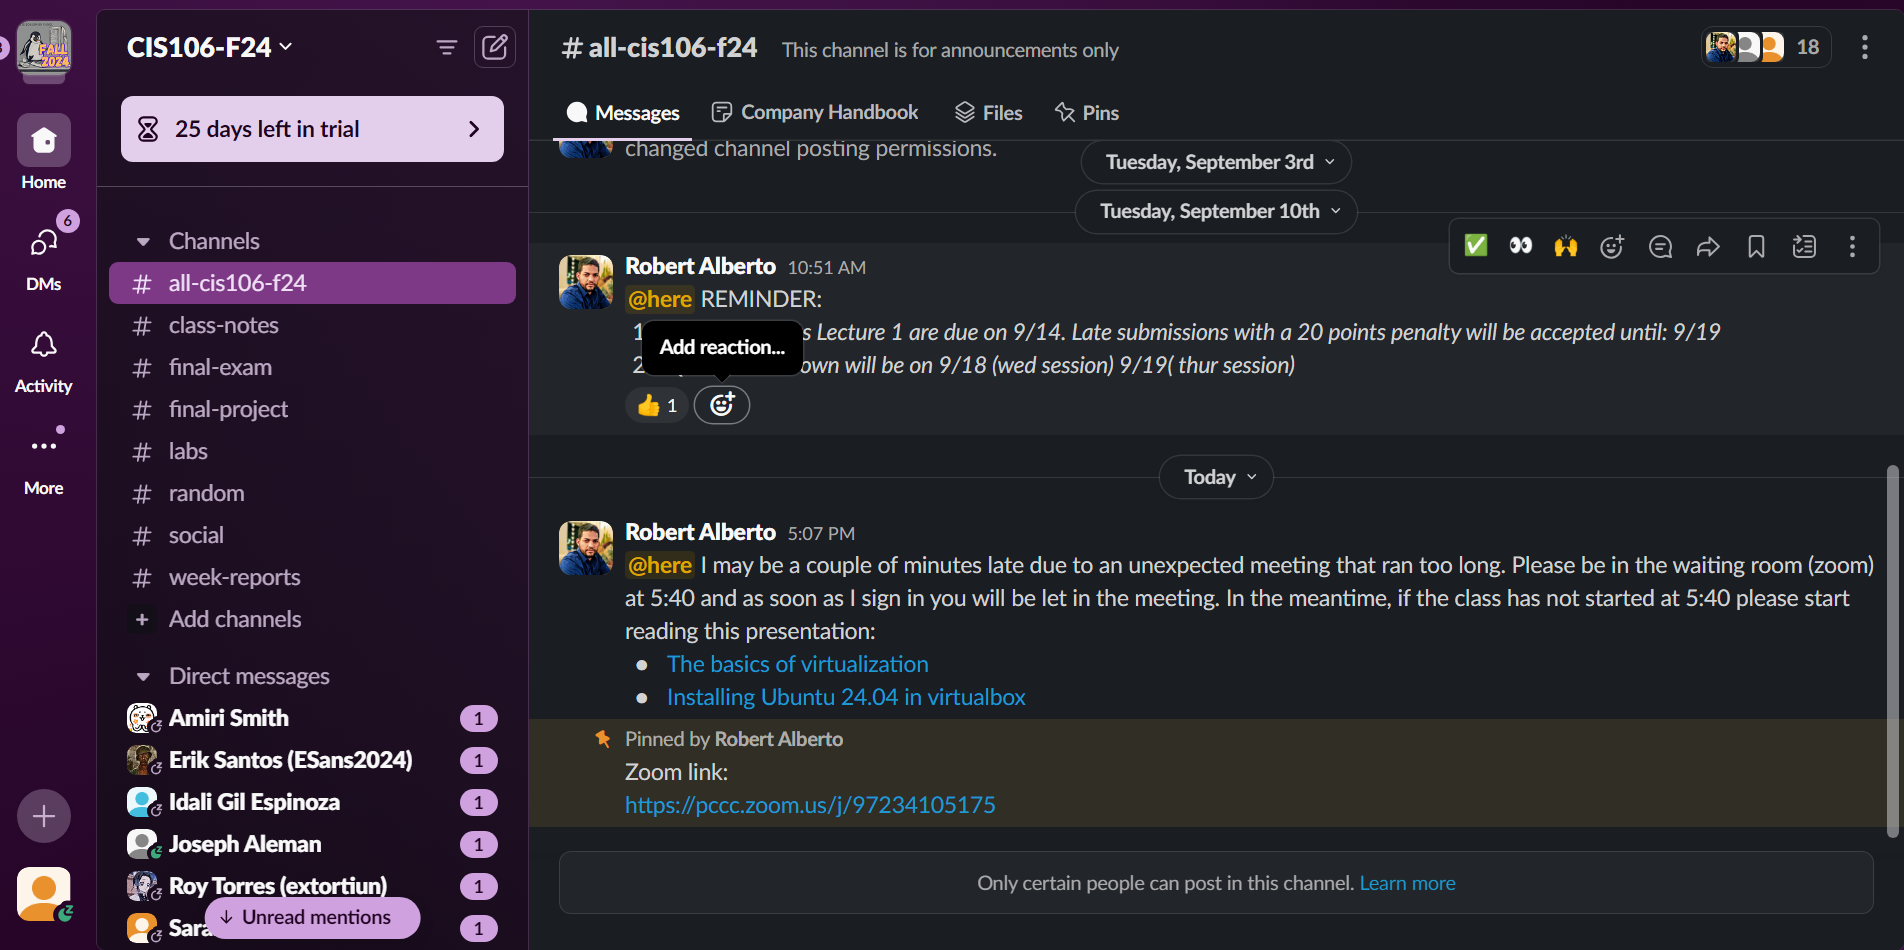 FALL
2024
Home
6
DMs
Activity
More
CIS106-F24
25 days left in trial
Channels
# all-cis106-f24
# class-notes
# final-exam
# final-project
# labs
# random
# social
# week-reports
+ Add channels
Direct messages
Amiri Smith 1
Erik Santos (ESans2024) 1
Idali Gil Espinoza 1
Joseph Aleman 1
Roy Torres (extortiun) 1
1
↓ Unread mentions
# all-cis106-f24 This channel is for announcements only
18
Messages Company Handbook Files Pins
changed channel posting permissions.
Tuesday, September 3rd
Tuesday, September 10th
Robert Alberto 10:51 AM
@here REMINDER:
1 Lecture 1 are due on 9/14. Late submissions with a 20 points penalty will be accepted until: 9/19
2 will be on 9/18 (wed session) 9/19( thur session)
Add reaction...
👍 1
Today
Robert Alberto 5:07 PM
@here I may be a couple of minutes late due to an unexpected meeting that ran too long. Please be in the waiting room (zoom)
at 5:40 and as soon as I sign in you will be let in the meeting. In the meantime, if the class has not started at 5:40 please start
reading this presentation:
• The basics of virtualization
• Installing Ubuntu 24.04 in virtualbox
Pinned by Robert Alberto
Zoom link:
https://pccc.zoom.us/j/97234105175
Only certain people can post in this channel. Learn more